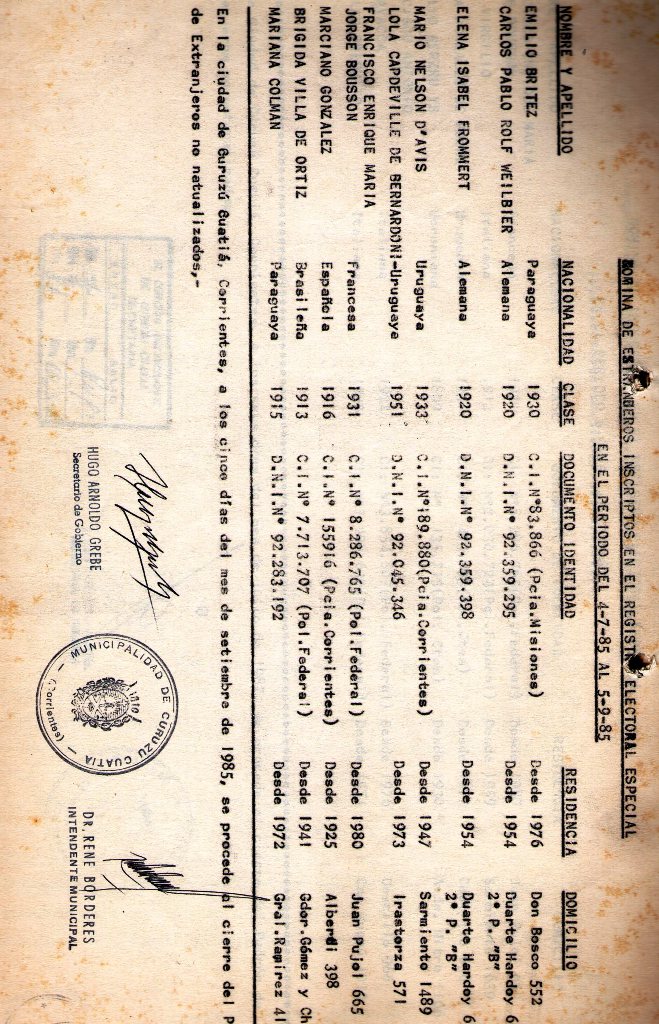 NOMINA DE EXTRANJEROS INSCRIPTOS EN EL REGISTRO ELECTORAL ESPECIAL
EN EL PERIODO DEL 4-7-85 AL 5-9-85
NOMBRE Y APELLIDO NACIONALIDAD CLASE DOCUMENTO IDENTIDAD RESIDENCIA DOMICILIO
EMILIO BRITEZ Paraguaya 1930 C.I.N°83.866 (Pcia.Misiones) Desde 1976 Don Bosco 552
CARLOS PABLO ROLF WEILBIER Alemana 1920 D.N.I.N° 92.359.295 Desde 1954 Duarte Hardoy 6
2° P. "B"
ELENA ISABEL FROMMERT Alemana 1920 D.N.I.N° 92.359.398 Desde 1954 Duarte Hardoy 6
2° P. "B"
MARIO NELSON D'AVIS Uruguaya 1933 C.I.N°189.880(Pcia.Corrientes) Desde 1947 Sarmiento 1489
LOLA CAPDEVILLE DE BERNARDONI-Uruguaya 1951 D.N.I.N° 92.045.346 Desde 1973 Irastorza 571
FRANCISCO ENRIQUE MARIA
JORGE BOUSSON Francesa 1931 C.I.N° 8.286.765 (Pol.Federal) Desde 1980 Juan Pujol 665
MARCIANO GONZALEZ Española 1916 C.I.N° 155916 (Pcia.Corrientes) Desde 1925 Alberdi 398
BRIGIDA VILLA DE ORTIZ Brasileña 1913 C.I.N° 7.713.707 (Pol.Federal) Desde 1941 Gdor.Gómez y Ch
MARIANA COLMAN Paraguaya 1915 D.N.I.N° 92.283.192 Desde 1972 Gral.Ramirez 41
En la ciudad de Curuzú Cuatiá, Corrientes, a los cinco días del mes de setiembre de 1985, se procede al cierre del P
de Extranjeros no natualizados,-
HUGO ARNOLDO GREBE
Secretario de Gobierno
MUNICIPALIDAD DE CURUZU CUATIA
(Corrientes)
DR. RENE BORDERES
INTENDENTE MUNICIPAL